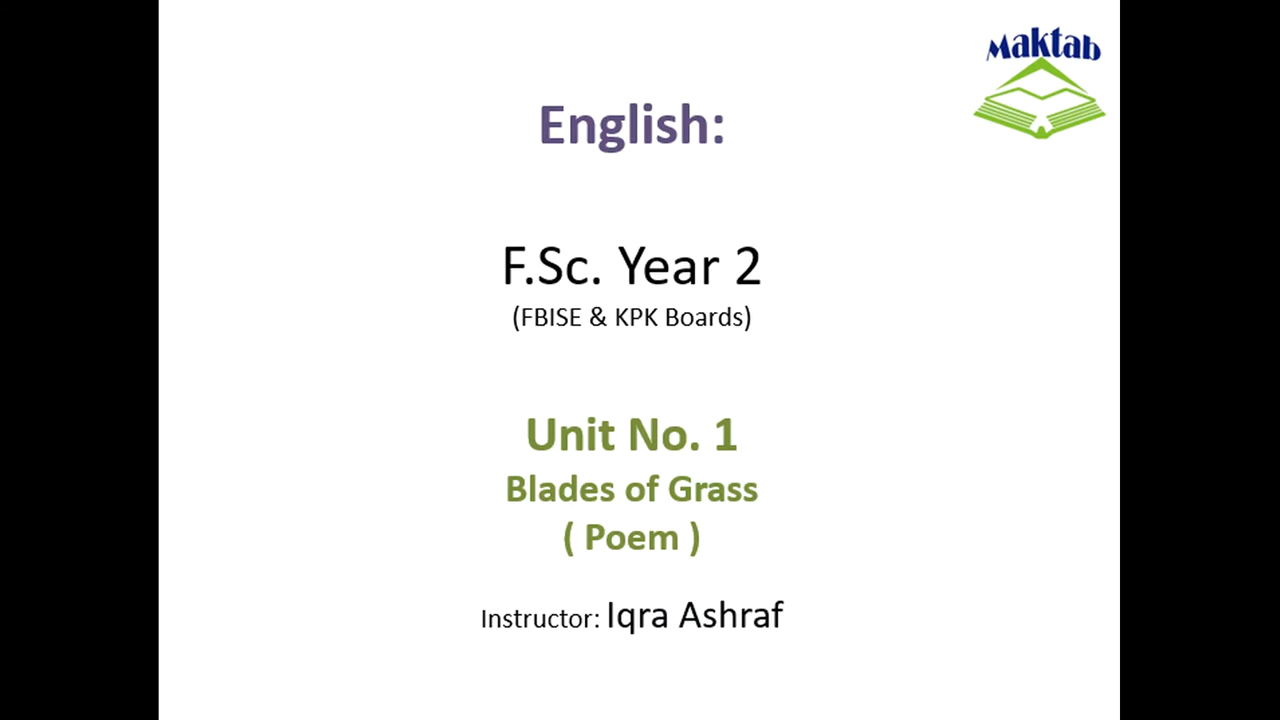 Maktab
English:
F.Sc. Year 2
(FBISE & KPK Boards)
Unit No. 1
Blades of Grass
( Poem )
Instructor: Iqra Ashraf